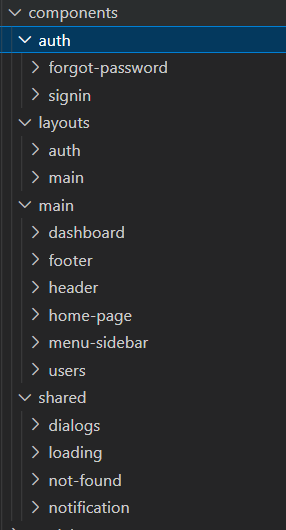 components
auth
forgot-password
signin
layouts
auth
main
main
dashboard
footer
header
home-page
menu-sidebar
users
shared
dialogs
loading
not-found
notification